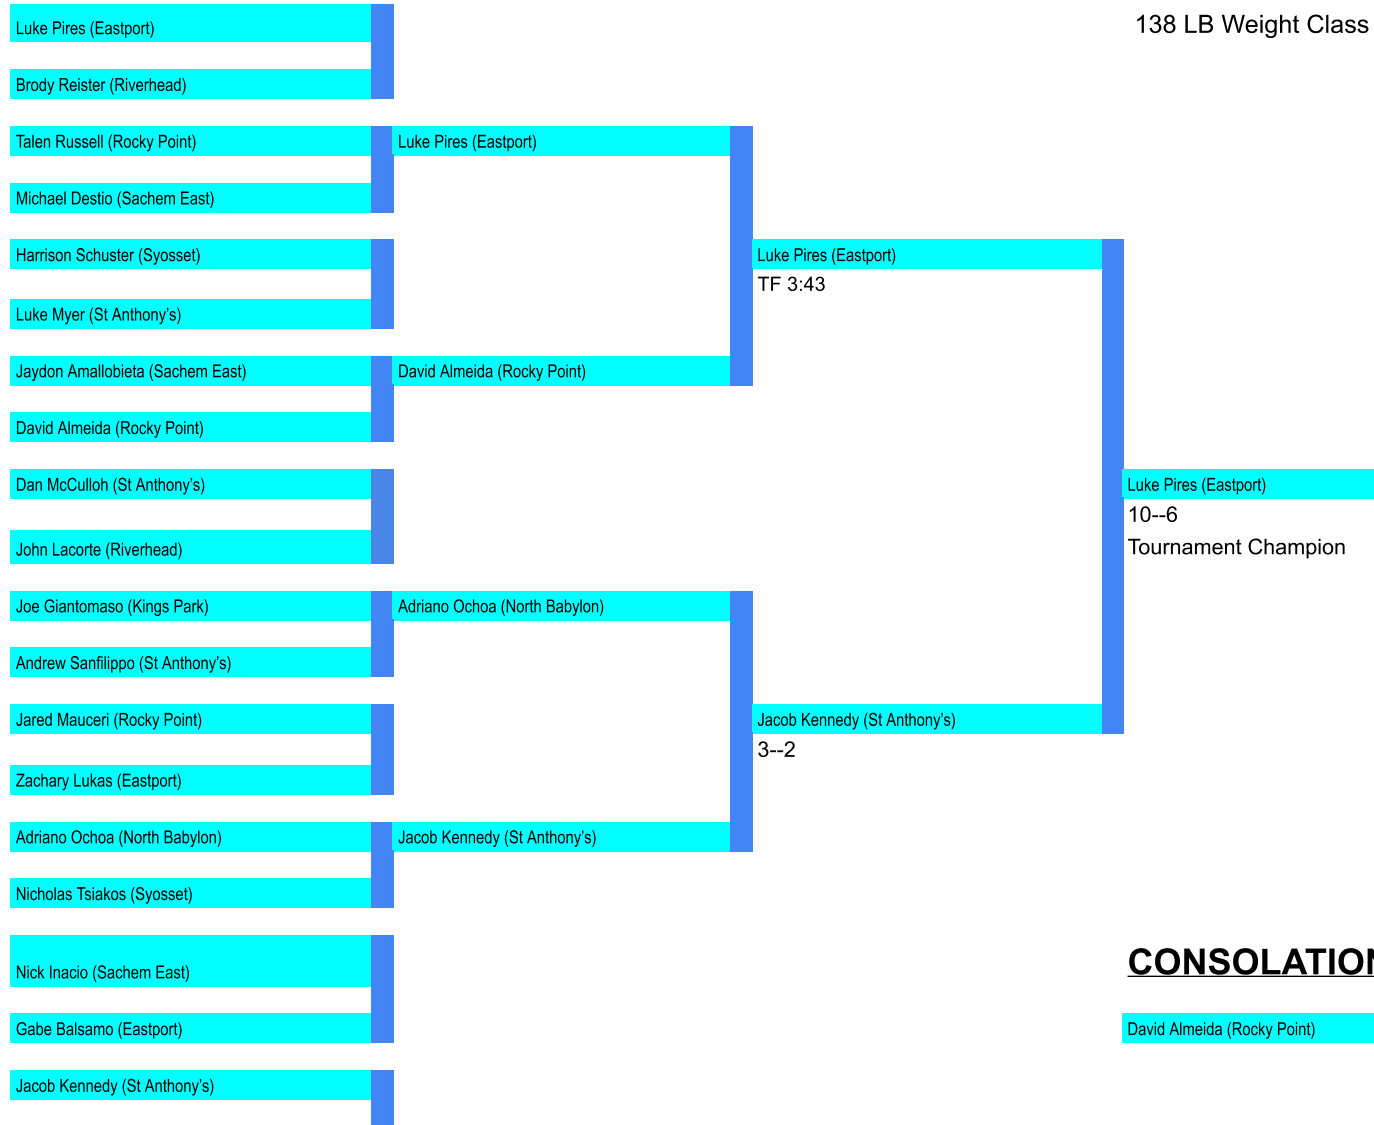 Luke Pires (Eastport)
138 LB Weight Class
Brody Reister (Riverhead)
Talen Russell (Rocky Point)
Luke Pires (Eastport)
Michael Destio (Sachem East)
Harrison Schuster (Syosset)
Luke Pires (Eastport)
TF 3:43
Luke Myer (St Anthony's)
Jaydon Amallobieta (Sachem East)
David Almeida (Rocky Point)
David Almeida (Rocky Point)
Dan McCulloh (St Anthony's)
Luke Pires (Eastport)
10--6
John Lacorte (Riverhead)
Tournament Champion
Joe Giantomaso (Kings Park)
Adriano Ochoa (North Babylon)
Andrew Sanfilippo (St Anthony's)
Jared Mauceri (Rocky Point)
Jacob Kennedy (St Anthony's)
3--2
Zachary Lukas (Eastport)
Adriano Ochoa (North Babylon)
Jacob Kennedy (St Anthony's)
Nicholas Tsiakos (Syosset)
Nick Inacio (Sachem East)
CONSOLATION
Gabe Balsamo (Eastport)
David Almeida (Rocky Point)
Jacob Kennedy (St Anthony's)